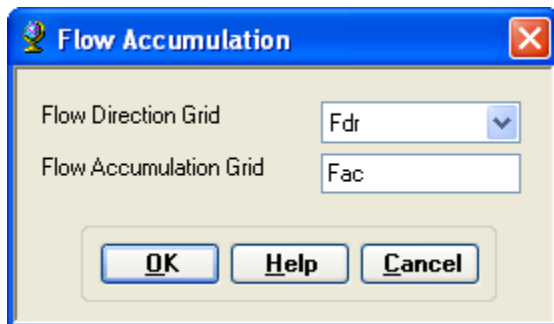 Flow Accumulation
Flow Direction Grid Fdr
Flow Accumulation Grid Fac
OK Help Cancel